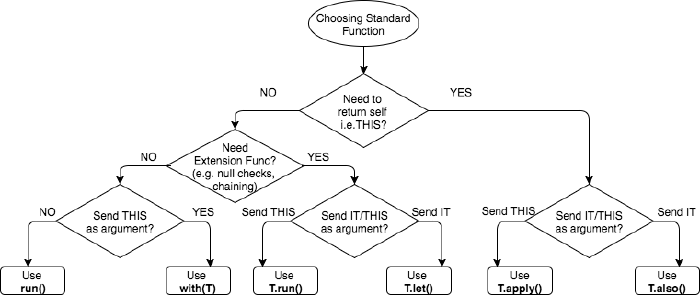 Choosing Standard
Function
NO
YES
Need to
return self
i.e.THIS?
Need
Extension Func?
(e.g. null checks,
chaining)
NO
YES
NO
Send THIS
as argument?
YES
Send THIS
Send IT/THIS
as argument?
Send IT
Send THIS
Send IT/THIS
as argument?
Send IT
Use
run()
Use
with(T)
Use
T.run()
Use
T.let()
Use
T.apply()
Use
T.also()